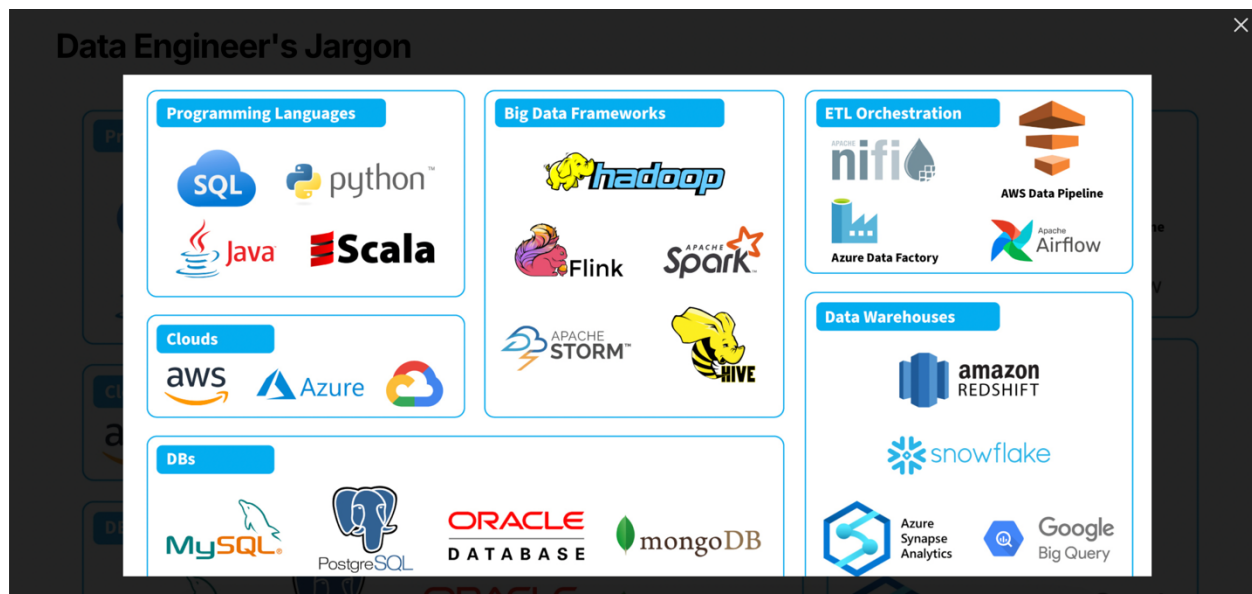 Data Engineer's Jargon
Programming Languages
SQL
python™
Java
Scala
Clouds
aws
Azure
Big Data Frameworks
hadoop
Flink
APACHE
Spark™
APACHE
STORM™
HIVE
ETL Orchestration
APACHE
nifi
AWS Data Pipeline
Azure Data Factory
Apache
Airflow
Data Warehouses
amazon
REDSHIFT
snowflake
Azure
Synapse
Analytics
Google
Big Query
DBs
MySQL®
PostgreSQL
ORACLE
DATABASE
mongoDB